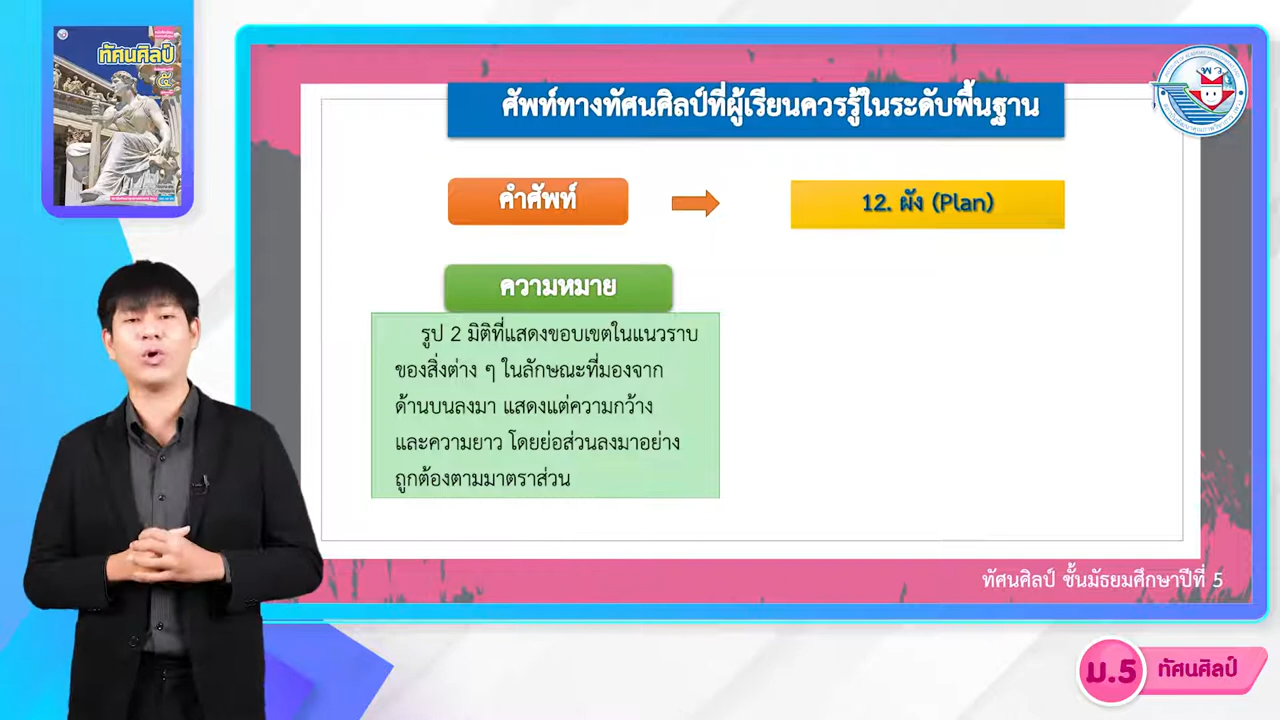 ทัศนศิลป์
๕
ศัพท์ทางทัศนศิลป์ที่ผู้เรียนควรรู้ในระดับพื้นฐาน
พว
คำศัพท์
12. ผัง (Plan)
ความหมาย
รูป 2 มิติที่แสดงขอบเขตในแนวราบ
ของสิ่งต่าง ๆ ในลักษณะที่มองจาก
ด้านบนลงมา แสดงแต่ความกว้าง
และความยาว โดยย่อส่วนลงมาอย่าง
ถูกต้องตามมาตราส่วน
ทัศนศิลป์ ชั้นมัธยมศึกษาปีที่ 5
ม.5 ทัศนศิลป์